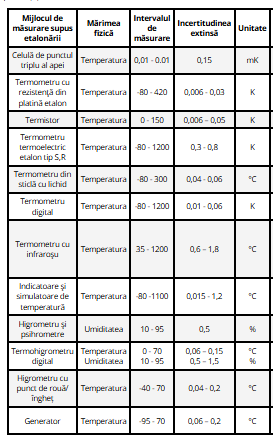 Mijlocul de măsurare supus etalonării | Mărimea fizică | Intervalul de măsurare | Incertitudinea extinsă | Unitate
Celulă de punctul triplu al apei | Temperatura | 0,01 - 0.01 | 0,15 | mK
Termometru cu rezistență din platină etalon | Temperatura | -80 - 420 | 0,006 - 0,03 | K
Termistor | Temperatura | 0 - 150 | 0,006 – 0,05 | K
Termometru termoelectric etalon tip S,R | Temperatura | -80 - 1200 | 0,3 - 0,8 | K
Termometru din sticlă cu lichid | Temperatura | -80 - 300 | 0,04 - 0,06 | °C
Termometru digital | Temperatura | -80 - 1200 | 0,01 - 0,06 | K
Termometru cu infraroșu | Temperatura | 35 - 1200 | 0,6 – 1,8 | °C
Indicatoare și simulatoare de temperatură | Temperatura | -80 -1100 | 0,015 - 1,2 | °C
Higrometru și psihrometre | Umiditatea | 10 - 95 | 0,5 | %
Termohigrometru digital | Temperatura Umiditatea | 0 - 70 10 - 95 | 0,06 – 0,15 0,5 – 1,5% | °C %
Higrometru cu punct de rouă/ îngheț | Temperatura | -40 - 70 | 0,04 - 0,2 | °C
Generator | Temperatura | -95 - 70 | 0,06 – 0,2 | °C